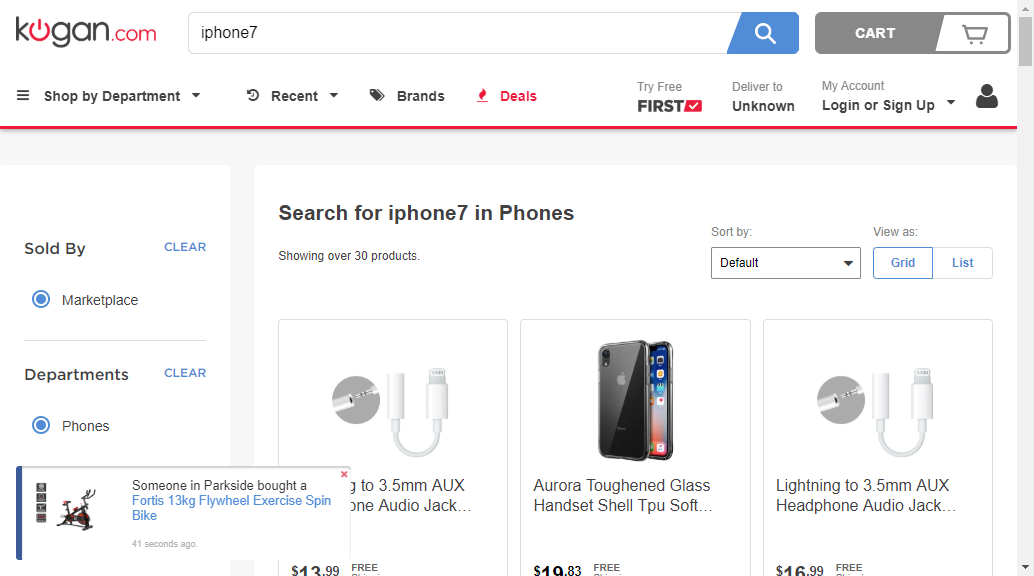 kogan.com
iphone7
CART
Shop by Department
Recent
Brands
Deals
Try Free
FIRST
Deliver to
Unknown
My Account
Login or Sign Up
Sold By
CLEAR
Marketplace
Departments
CLEAR
Phones
Search for iphone7 in Phones
Showing over 30 products.
Sort by:
Default
View as:
Grid
List
g to 3.5mm AUX
one Audio Jack...
$13.99
FREE
Aurora Toughened Glass
Handset Shell Tpu Soft...
$19.83
FREE
Lightning to 3.5mm AUX
Headphone Audio Jack...
$16.99
FREE
Someone in Parkside bought a
Fortis 13kg Flywheel Exercise Spin
Bike
41 seconds ago.